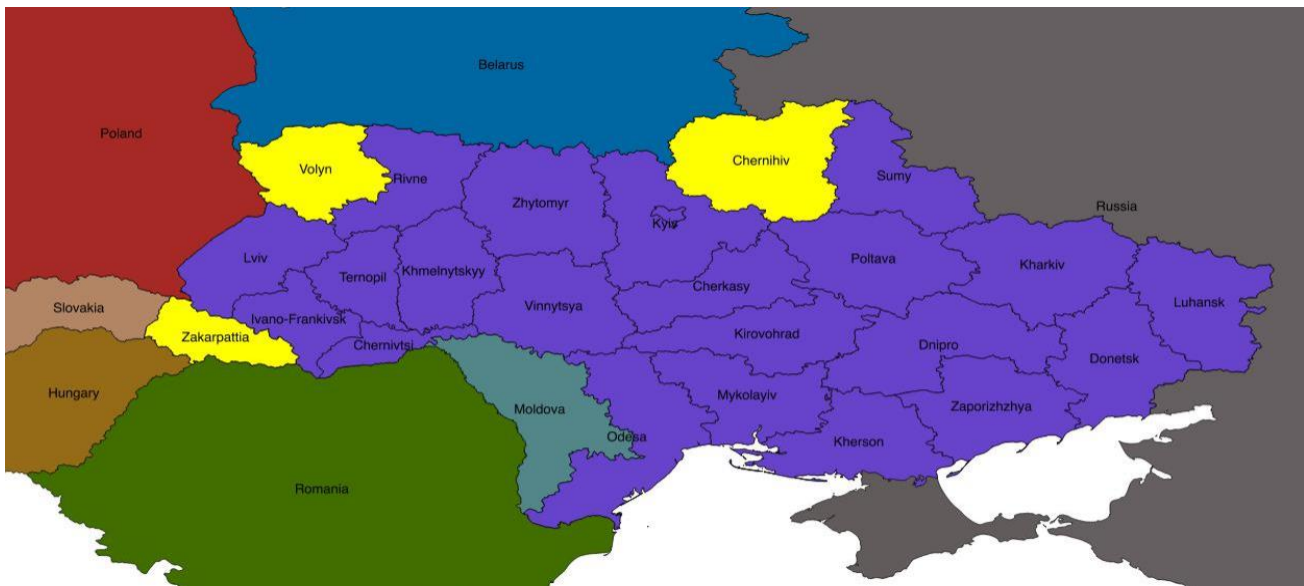 Belarus
Poland
Volyn
Chernihiv
Rivne
Sumy
Zhytomyr
Russia
Kyiv
Lviv
Ternopil
Khmelnytskyy
Poltava
Kharkiv
Cherkasy
Luhansk
Slovakia
Vinnytsya
Ivano-Frankivsk
Zakarpattia
Chernivtsi
Kirovohrad
Dnipro
Donetsk
Hungary
Moldova
Mykolayiv
Zaporizhzhya
Odesa
Kherson
Romania